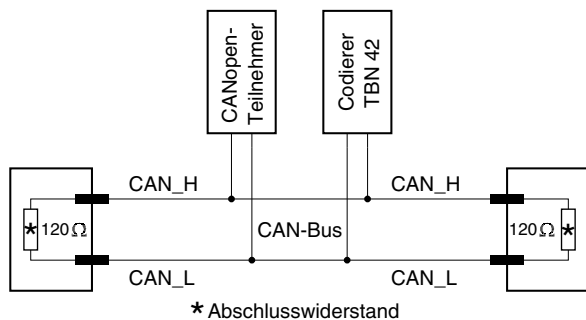 CANopen-
Teilnehmer
Codierer
TBN 42
CAN_H
CAN_H
* 120 Ω
120 Ω *
CAN-Bus
CAN_L
CAN_L
* Abschlusswiderstand